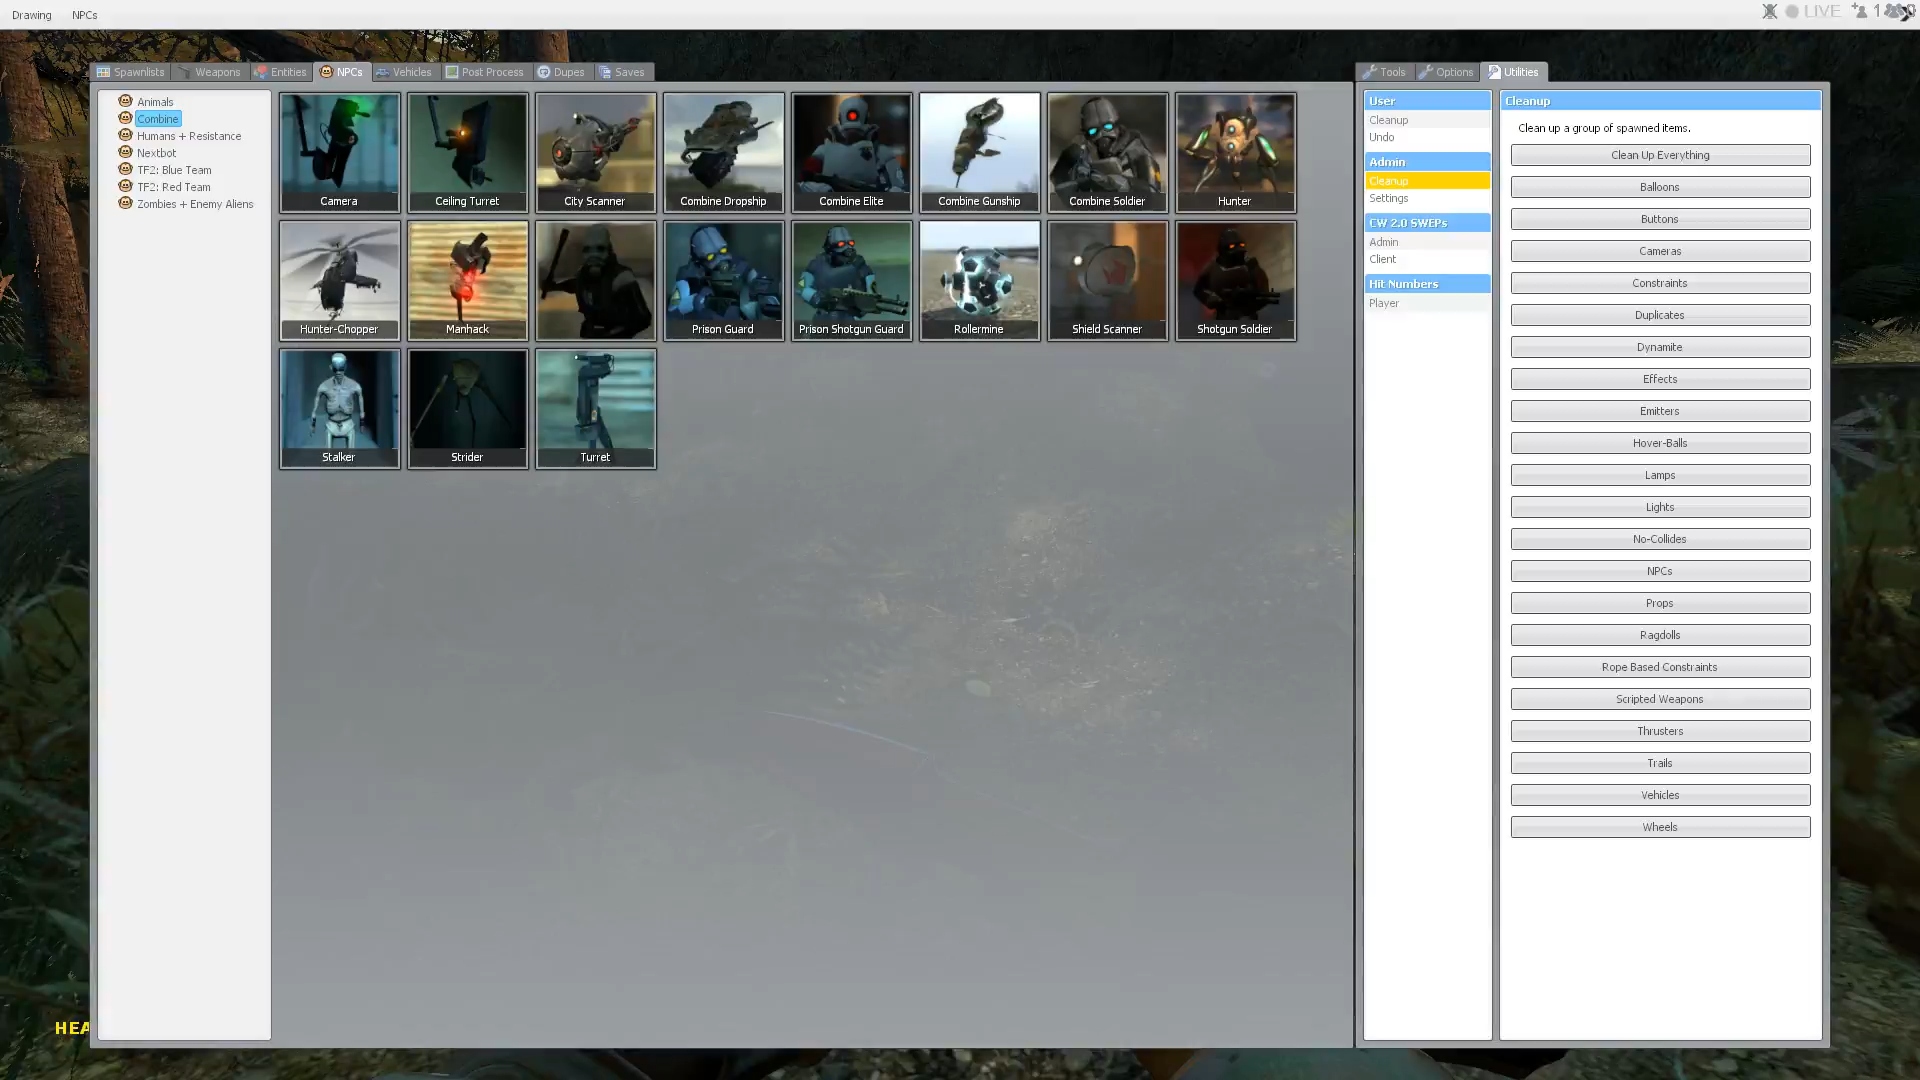 Drawing NPCs
LIVE 1
Spawnlists Weapons Entities NPCs Vehicles Post Process Dupes Saves
Animals
Combine
Humans + Resistance
Nextbot
TF2: Blue Team
TF2: Red Team
Zombies + Enemy Aliens
Camera Ceiling Turret City Scanner Combine Dropship Combine Elite Combine Gunship Combine Soldier Hunter
Hunter-Chopper Manhack Prison Guard Prison Shotgun Guard Rollermine Shield Scanner Shotgun Soldier
Stalker Strider Turret
HEA
Tools Options Utilities
User
Cleanup
Undo
Admin
Cleanup
Settings
CW 2.0 SWEPs
Admin
Client
Hit Numbers
Player
Cleanup
Clean up a group of spawned items.
Clean Up Everything
Balloons
Buttons
Cameras
Constraints
Duplicates
Dynamite
Effects
Emitters
Hover-Balls
Lamps
Lights
No-Collides
NPCs
Props
Ragdolls
Rope Based Constraints
Scripted Weapons
Thrusters
Trails
Vehicles
Wheels